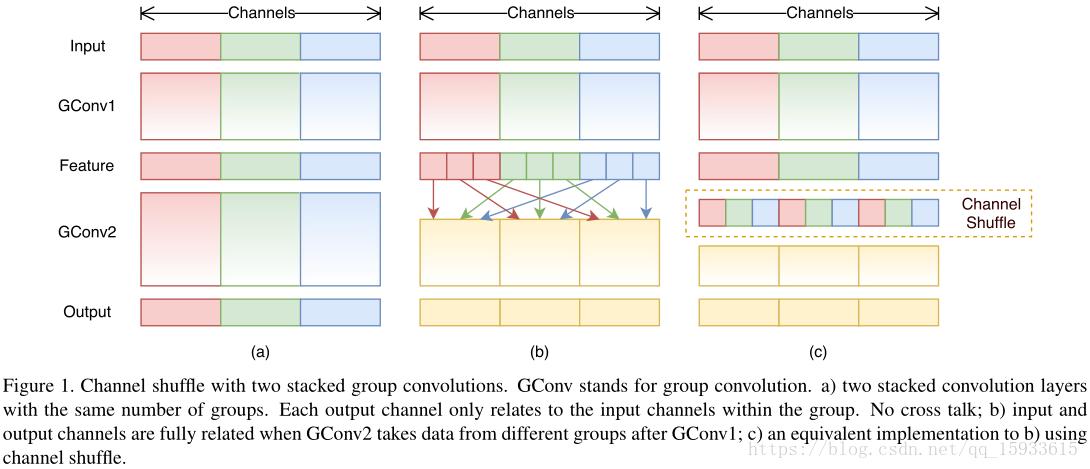 Channels Channels Channels
Input
GConv1
Feature
Channel
Shuffle
GConv2
Output
(a) (b) (c)
Figure 1. Channel shuffle with two stacked group convolutions. GConv stands for group convolution. a) two stacked convolution layers
with the same number of groups. Each output channel only relates to the input channels within the group. No cross talk; b) input and
output channels are fully related when GConv2 takes data from different groups after GConv1; c) an equivalent implementation to b) using
channel shuffle.
https://blog.csdn.net/qq_15933615